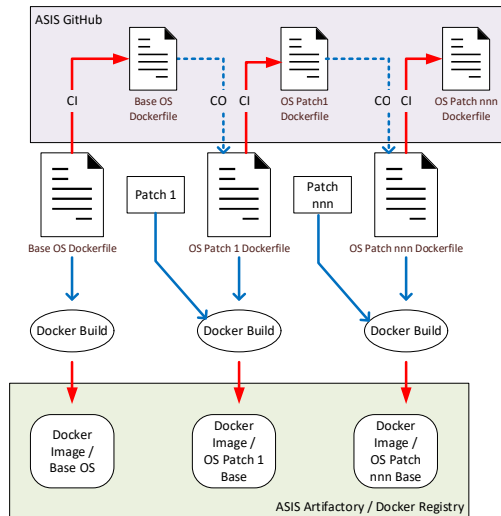 ASIS GitHub
Base OS
Dockerfile
OS Patch1
Dockerfile
OS Patch nnn
Dockerfile
CI
CO
CI
CO
CI
Patch 1
Patch
nnn
Base OS Dockerfile
OS Patch 1 Dockerfile
OS Patch nnn Dockerfile
Docker Build
Docker Build
Docker Build
Docker
Image /
Base OS
Docker
Image /
OS Patch 1
Base
Docker
Image /
OS Patch
nnn Base
ASIS Artifactory / Docker Registry